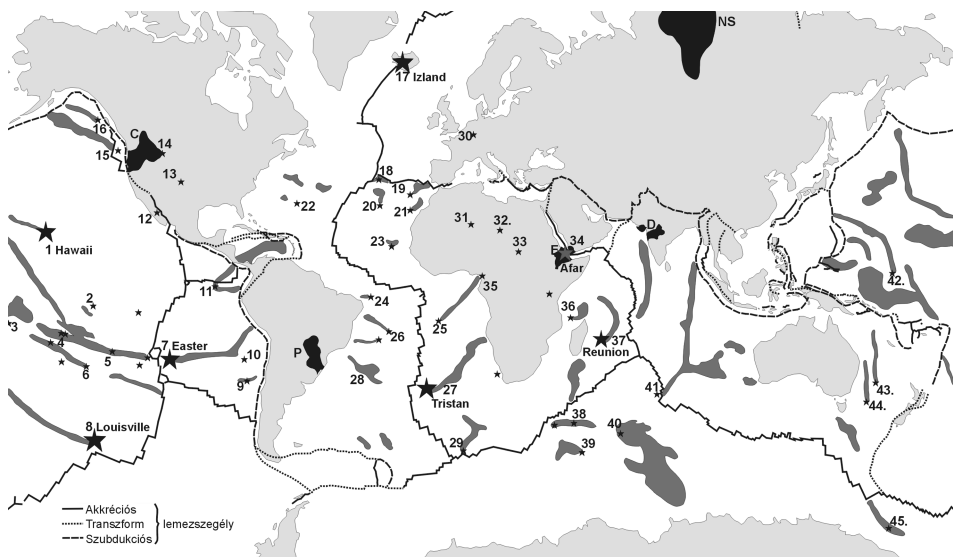 NS
17 Izland
30
16
C
14
15
13
18
19
20
21
22
12
31
32.
33
23
E
34
Afar
D
1 Hawaii
11
35
42.
2
3
4
24
25
26
36
37
Reunion
7 Easter
5
6
10
9
P
28
27
Tristan
41
43.
44.
8 Louisville
29
38
39
40
45.
Akkréciós
Transzform
Szubdukciós
lemezszegély